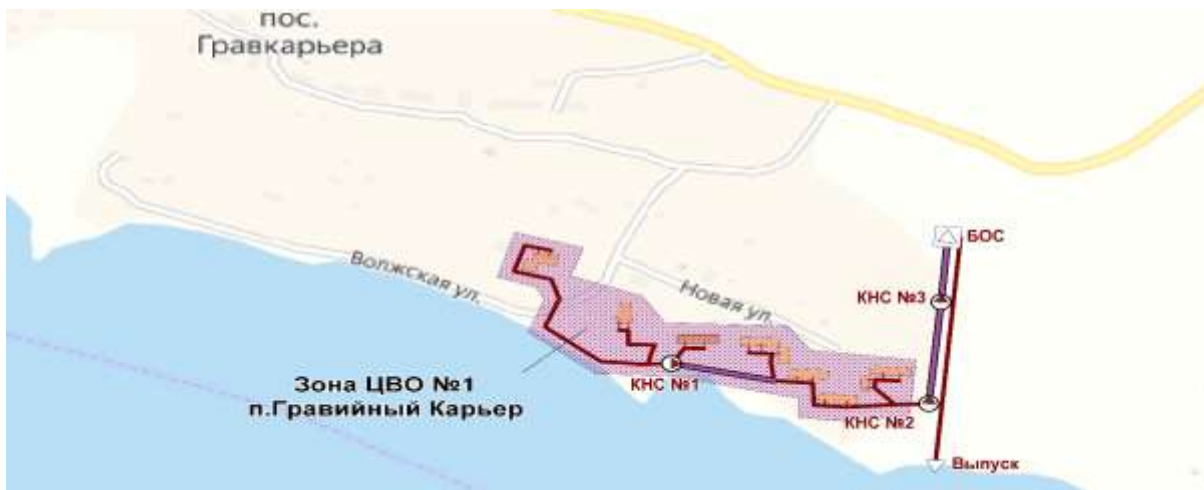 пос.
Гравкарьера
БОС
КНС №3
Волжская ул.
Новая ул.
Зона ЦВО №1
п.Гравийный Карьер
КНС №1
КНС №2
Выпуск